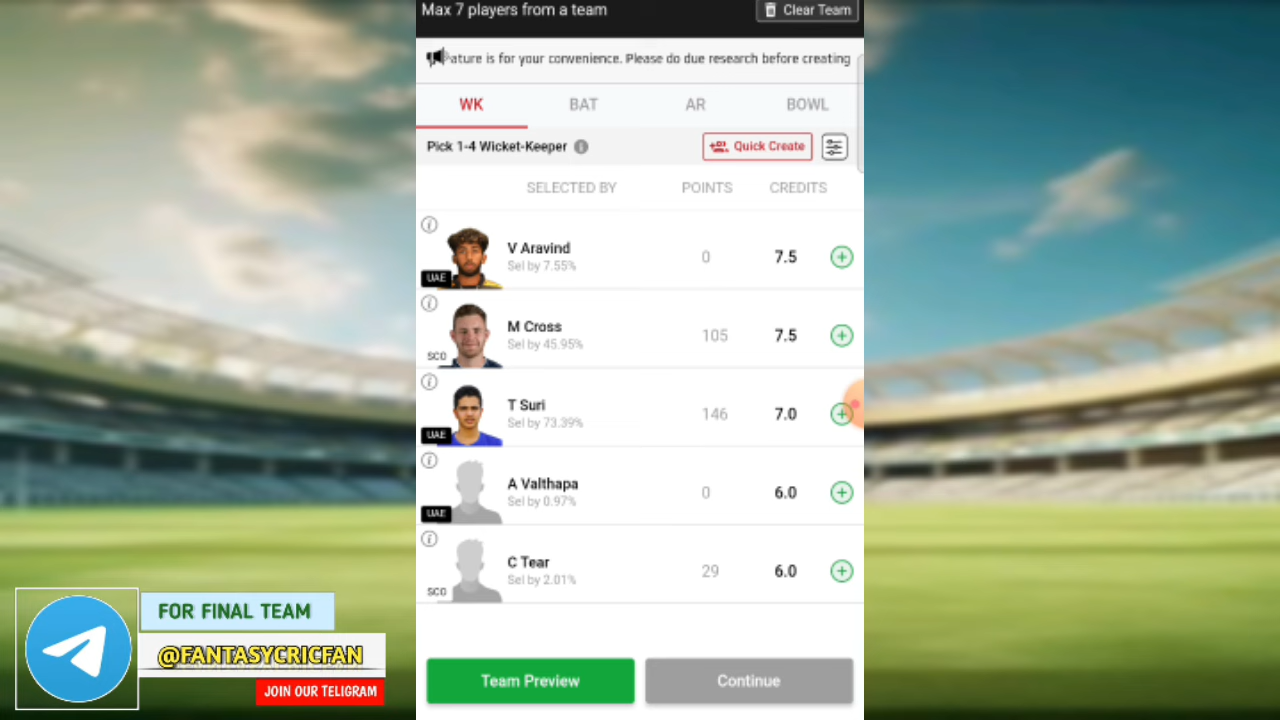 Max 7 players from a team
Clear Team
ature is for your convenience. Please do due research before creating
WK BAT AR BOWL
Pick 1-4 Wicket-Keeper
Quick Create
SELECTED BY POINTS CREDITS
V Aravind
Sel by 7.55%
UAE
0 7.5
M Cross
Sel by 45.95%
SCO
105 7.5
T Suri
Sel by 73.39%
UAE
146 7.0
A Valthapa
Sel by 0.97%
UAE
0 6.0
C Tear
Sel by 2.01%
SCO
29 6.0
Team Preview
Continue
FOR FINAL TEAM
@FANTASYCRICFAN
JOIN OUR TELIGRAM